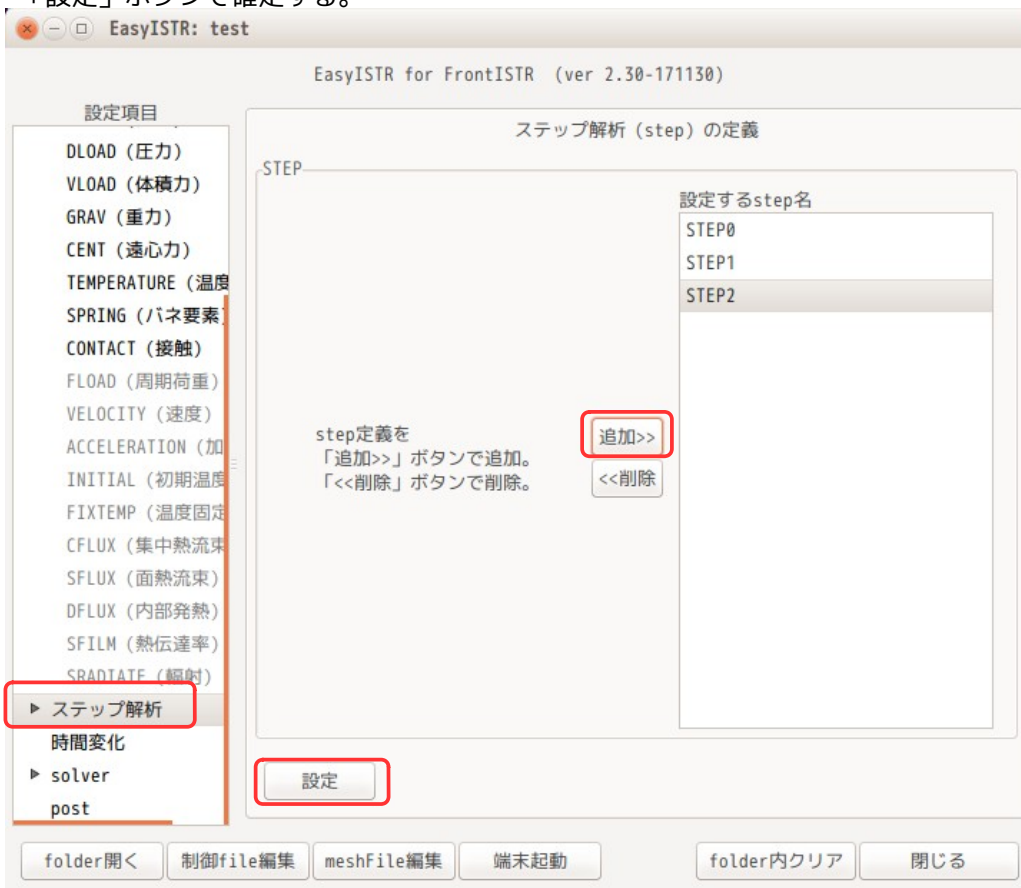 「設定」ボタンで確定する。
EasyISTR: test
EasyISTR for FrontISTR (ver 2.30-171130)
設定項目
DLOAD (圧力)
VLOAD (体積力)
GRAV (重力)
CENT (遠心力)
TEMPERATURE (温度
SPRING (バネ要素)
CONTACT (接触)
FLOAD (周期荷重)
VELOCITY (速度)
ACCELERATION (加
INITIAL (初期温度
FIXTEMP (温度固定
CFLUX (集中熱流束
SFLUX (面熱流束)
DFLUX (内部発熱)
SFILM (熱伝達率)
SRADIATE (輻射)
ステップ解析
時間変化
solver
post
ステップ解析 (step) の定義
STEP
設定するstep名
STEP0
STEP1
STEP2
step定義を
「追加>>」ボタンで追加。
「<<削除」ボタンで削除。
追加>>
<<削除
設定
folder開く
制御file編集
meshFile編集
端末起動
folder内クリア
閉じる